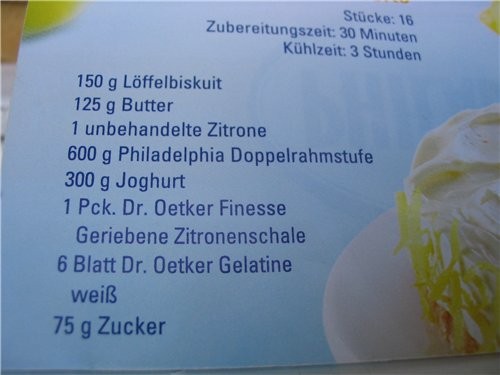 Stücke: 16
Zubereitungszeit: 30 Minuten
Kühlzeit: 3 Stunden
150 g Löffelbiskuit
125 g Butter
1 unbehandelte Zitrone
600 g Philadelphia Doppelrahmstufe
300 g Joghurt
1 Pck. Dr. Oetker Finesse
Geriebene Zitronenschale
6 Blatt Dr. Oetker Gelatine
weiß
75 g Zucker